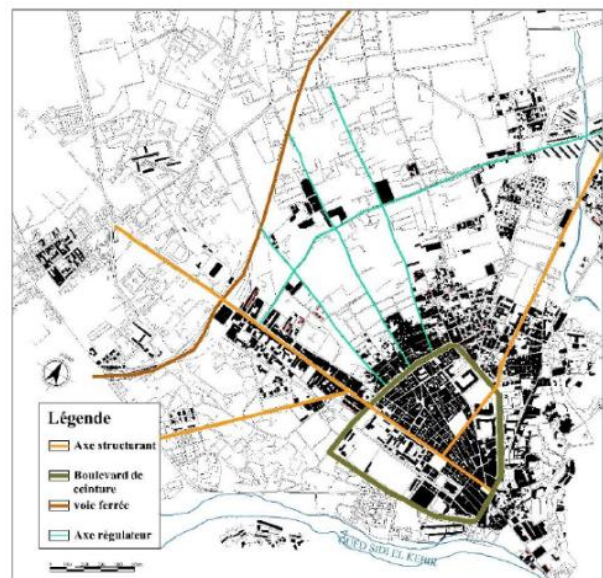 Légende
Axe structurant
Boulevard de
ceinture
voie ferrée
Axe régulateur
OUED SIDI EL KEBIR